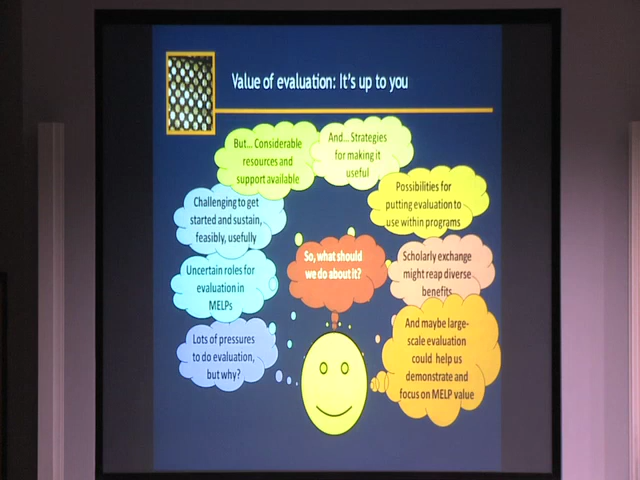 Value of evaluation: It's up to you
But... Considerable
resources and
support available
And... Strategies
for making it
useful
Possibilities for
putting evaluation to
use within programs
Challenging to get
started and sustain,
feasibly, usefully
So, what should
we do about it?
Scholarly exchange
might reap diverse
benefits
Uncertain roles for
evaluation in
MELPs
Lots of pressures
to do evaluation,
but why?
And maybe large-
scale evaluation
could help us
demonstrate and
focus on MELP value